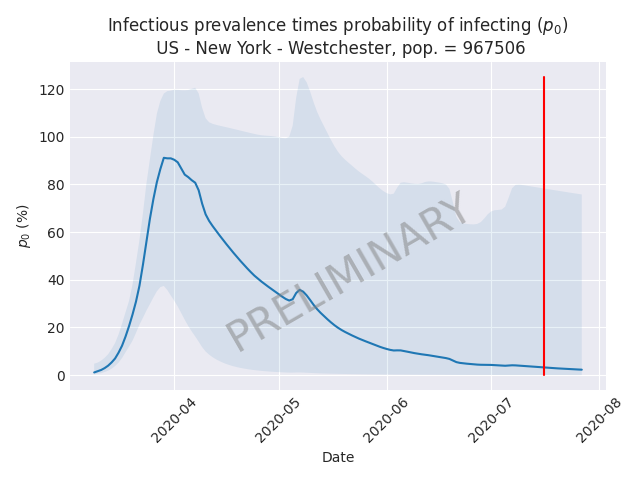 Infectious prevalence times probability of infecting (p0)
US - New York - Westchester, pop. = 967506
120
100
80
60
40
20
0
p0 (%)
PRELIMINARY
2020-04
2020-05
2020-06
2020-07
2020-08
Date